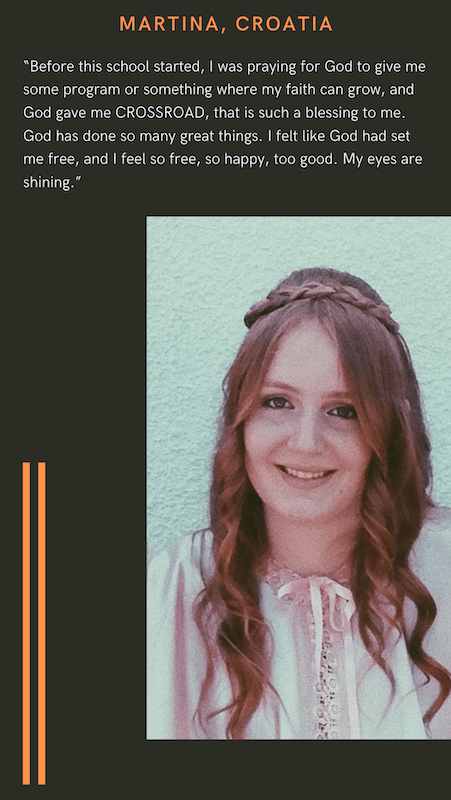 MARTINA, CROATIA
“Before this school started, I was praying for God to give me
some program or something where my faith can grow, and
God gave me CROSSROAD, that is such a blessing to me.
God has done so many great things. I felt like God had set
me free, and I feel so free, so happy, too good. My eyes are
shining.”